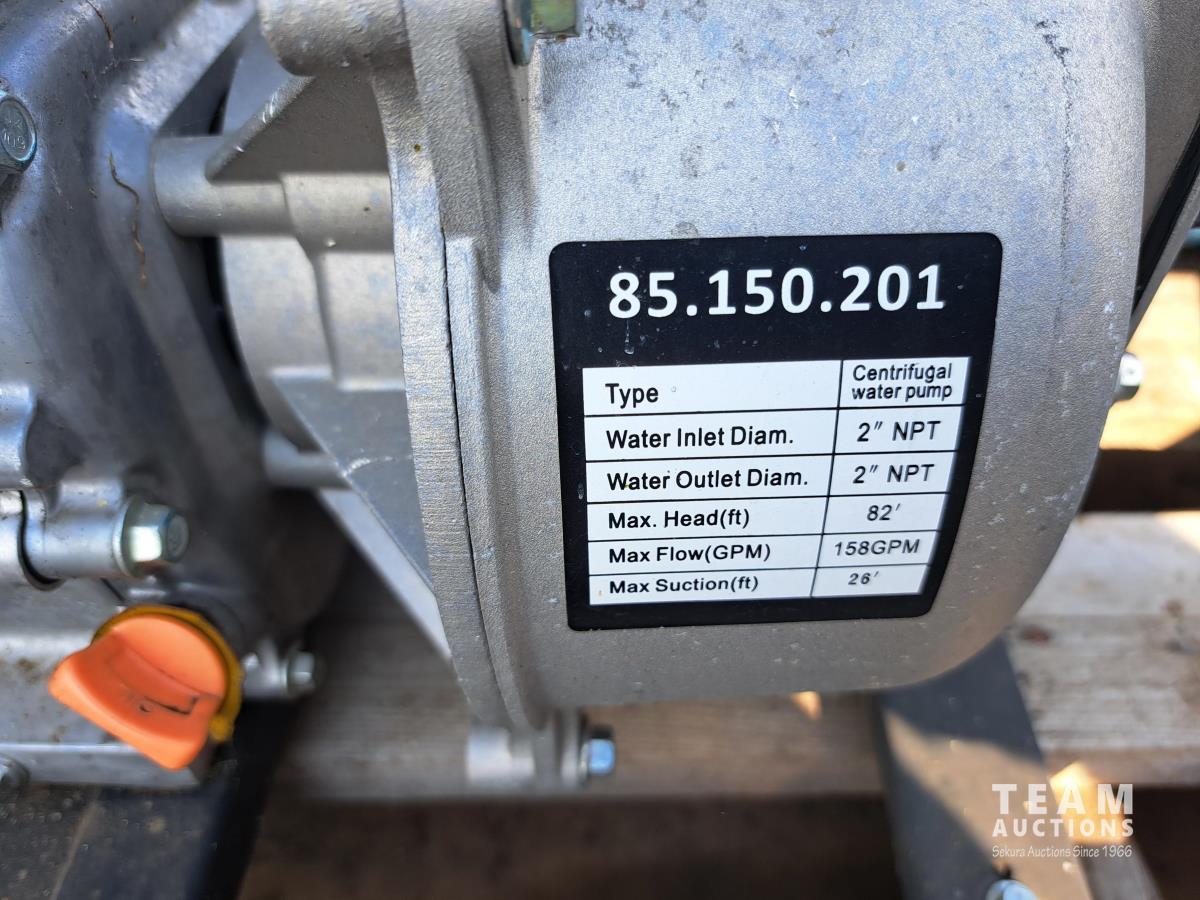 85.150.201
Type Centrifugal water pump
Water Inlet Diam. 2" NPT
Water Outlet Diam. 2" NPT
Max. Head(ft) 82'
Max Flow(GPM) 158GPM
Max Suction(ft) 26'
TEAM
AUCTIONS
Sekura Auctions Since 1966